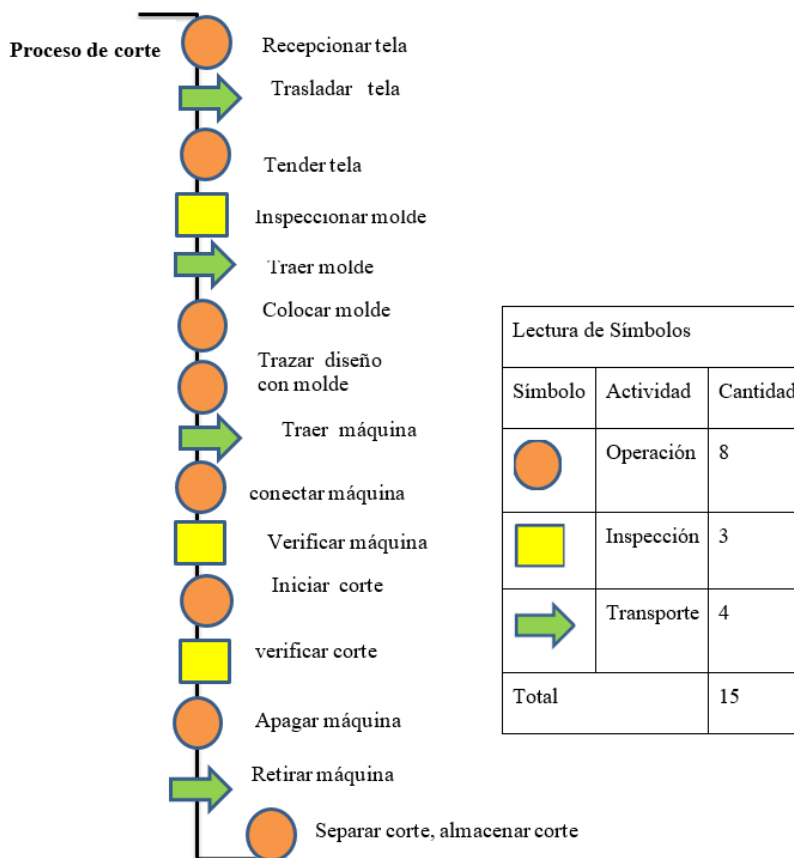 Proceso de corte
Recepcionar tela
Trasladar tela
Tender tela
Inspeccionar molde
Traer molde
Colocar molde
Trazar diseño
con molde
Traer máquina
conectar máquina
Verificar máquina
Iniciar corte
verificar corte
Apagar máquina
Retirar máquina
Separar corte, almacenar corte
Lectura de Símbolos
Símbolo Actividad Cantidad
Operación 8
Inspección 3
Transporte 4
Total 15